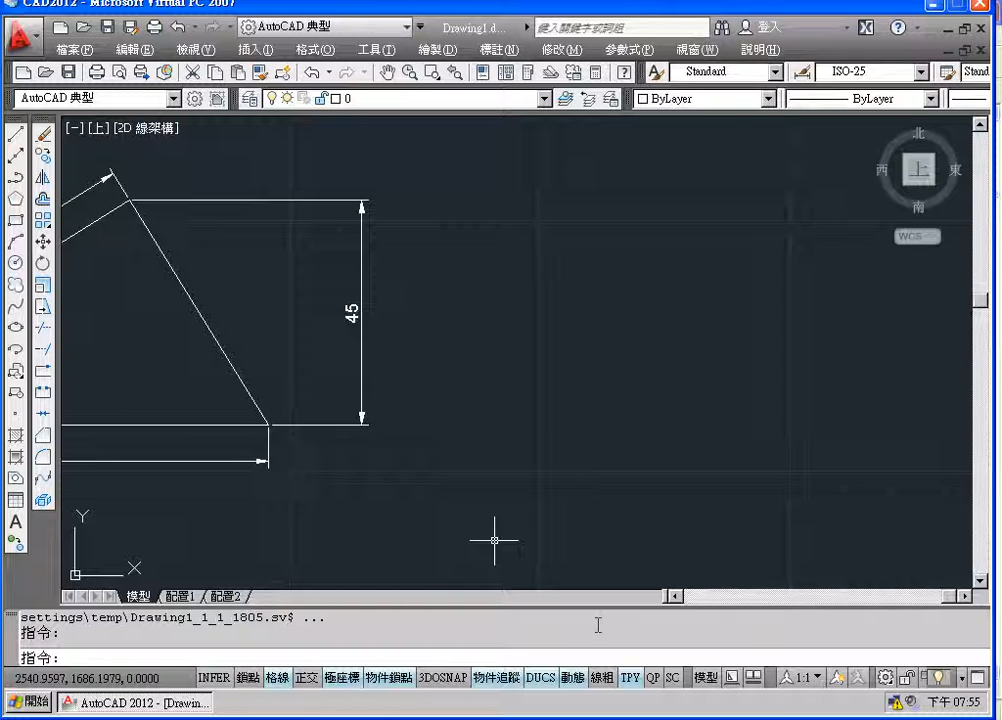 CAD2012 - Microsoft Virtual PC 2007
AutoCAD 典型
Drawing1.d...
鍵入關鍵字或詞組
登入
檔案(F) 編輯(E) 檢視(V) 插入(I) 格式(O) 工具(T) 繪製(D) 標註(N) 修改(M) 參數式(P) 視窗(W) 說明(H)
Standard ISO-25 Stand
AutoCAD 典型 0 ByLayer ByLayer
[−] [上] [2D 線架構]
北
西 上 東
南
WCS
45
Y
X
A
模型 配置1 配置2
settings\temp\Drawing1_1_1_1805.sv$ ...
指令:
指令:
2540.9597, 1686.1979, 0.0000 INFER 鎖點 格線 正交 極座標 物件鎖點 3DOSNAP 物件追蹤 DUCS 動態 線粗 TPY QP SC 模型 1:1
開始 AutoCAD 2012 - [Drawin... 下午 07:55